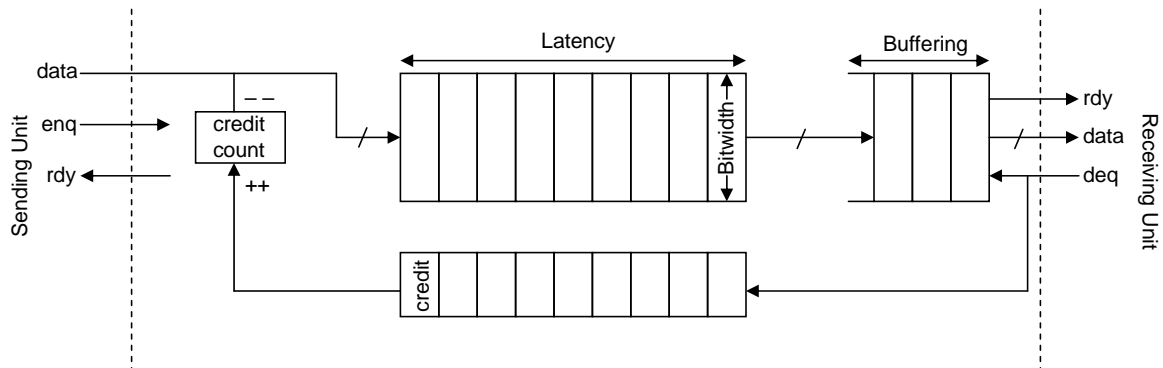 Latency
Buffering
data
enq
rdy
Sending Unit
– –
credit
count
++
Bitwidth
rdy
data
deq
Receiving Unit
credit